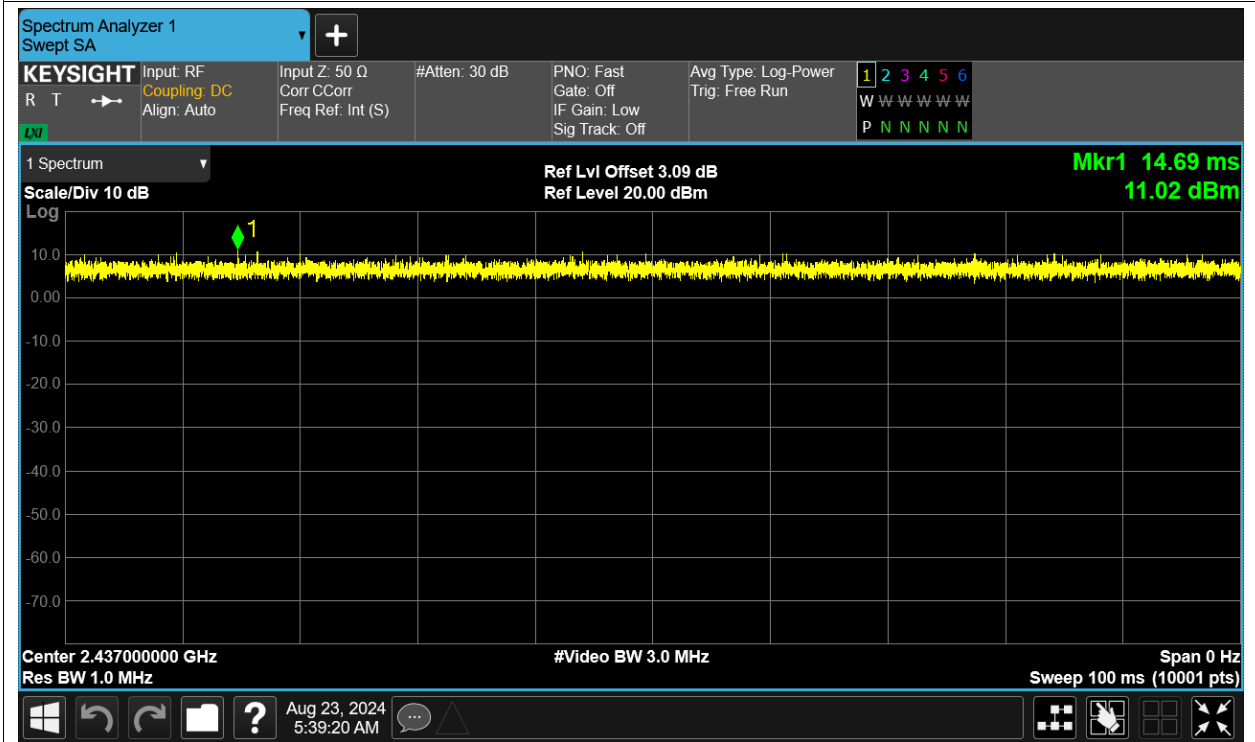 Spectrum Analyzer 1
Swept SA
KEYSIGHT
R T
LXI
Input: RF
Coupling: DC
Align: Auto
Input Z: 50 Ω
Corr CCorr
Freq Ref: Int (S)
#Atten: 30 dB
PNO: Fast
Gate: Off
IF Gain: Low
Sig Track: Off
Avg Type: Log-Power
Trig: Free Run
1 2 3 4 5 6
W W W W W W
P N N N N N
1 Spectrum
Scale/Div 10 dB
Log
Ref Lvl Offset 3.09 dB
Ref Level 20.00 dBm
Mkr1 14.69 ms
11.02 dBm
1
10.0
0.00
-10.0
-20.0
-30.0
-40.0
-50.0
-60.0
-70.0
Center 2.437000000 GHz
Res BW 1.0 MHz
#Video BW 3.0 MHz
Span 0 Hz
Sweep 100 ms (10001 pts)
?
Aug 23, 2024
5:39:20 AM